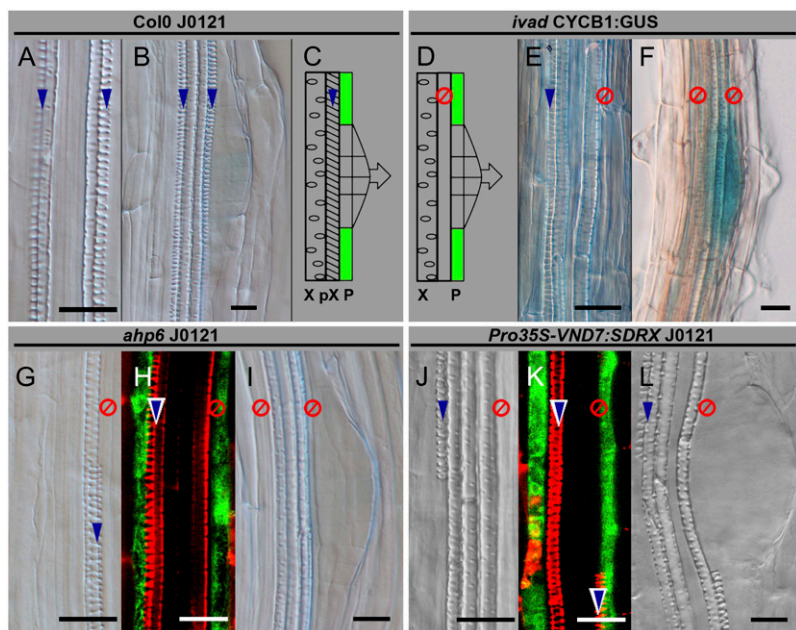 Col0 J0121
ivad CYCB1:GUS
A
B
C
D
E
F
X pX P
X P
ahp6 J0121
Pro35S-VND7:SDRX J0121
G
H
I
J
K
L